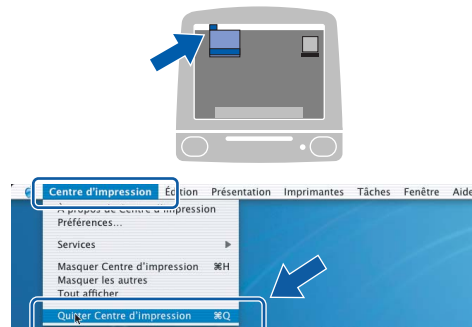 Centre d'impression Édition Présentation Imprimantes Tâches Fenêtre Aide
À propos de Centre d'impression
Préférences...
Services
Masquer Centre d'impression ⌘H
Masquer les autres
Tout afficher
Quitter Centre d'impression ⌘Q